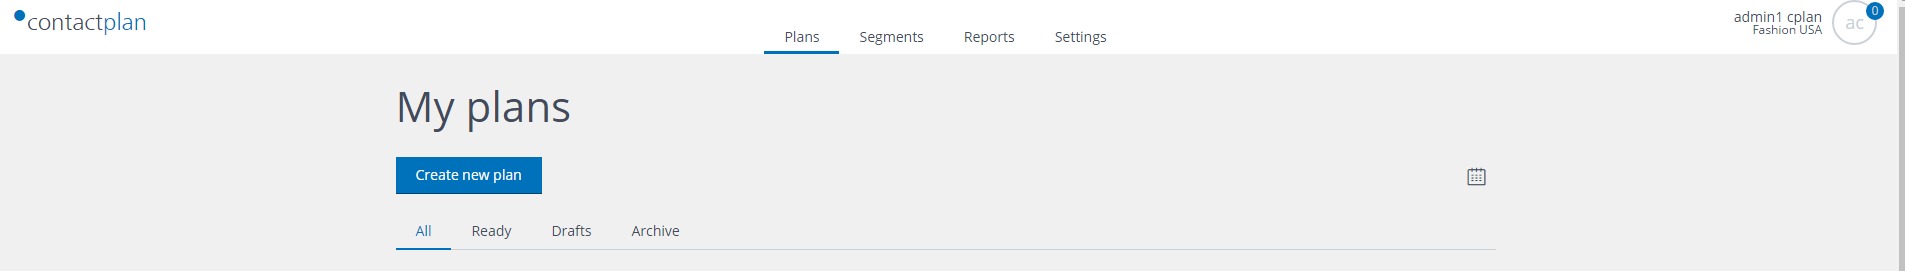 contactplan
Plans Segments Reports Settings
admin1 cplan
Fashion USA
ac
0
My plans
Create new plan
All Ready Drafts Archive